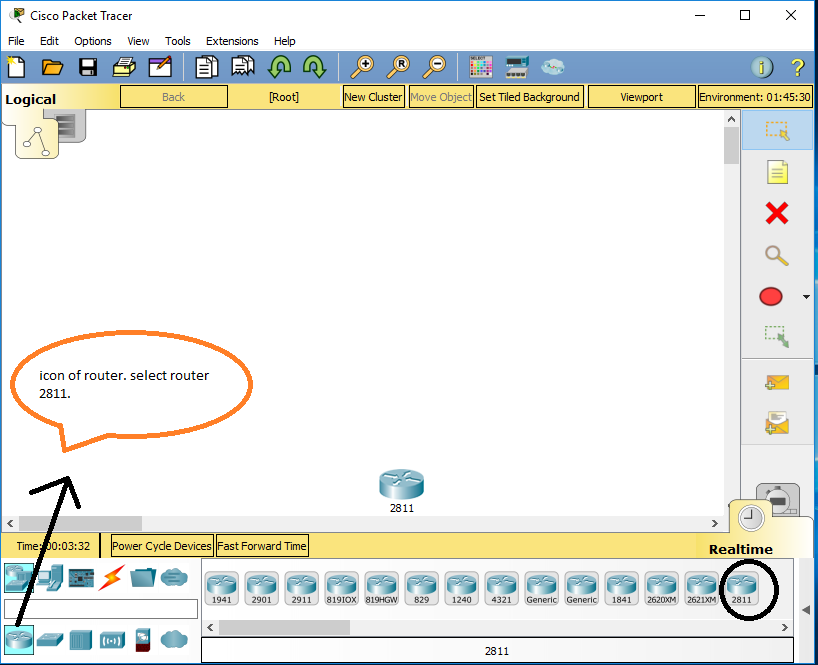 Cisco Packet Tracer
File Edit Options View Tools Extensions Help
Logical
Back
[Root]
New Cluster
Move Object
Set Tiled Background
Viewport
Environment: 01:45:30
icon of router. select router
2811.
2811
Time: 00:03:32
Power Cycle Devices
Fast Forward Time
Realtime
1941 2901 2911 819IOX 819HGW 829 1240 4321 Generic Generic 1841 2620XM 2621XM 2811
2811